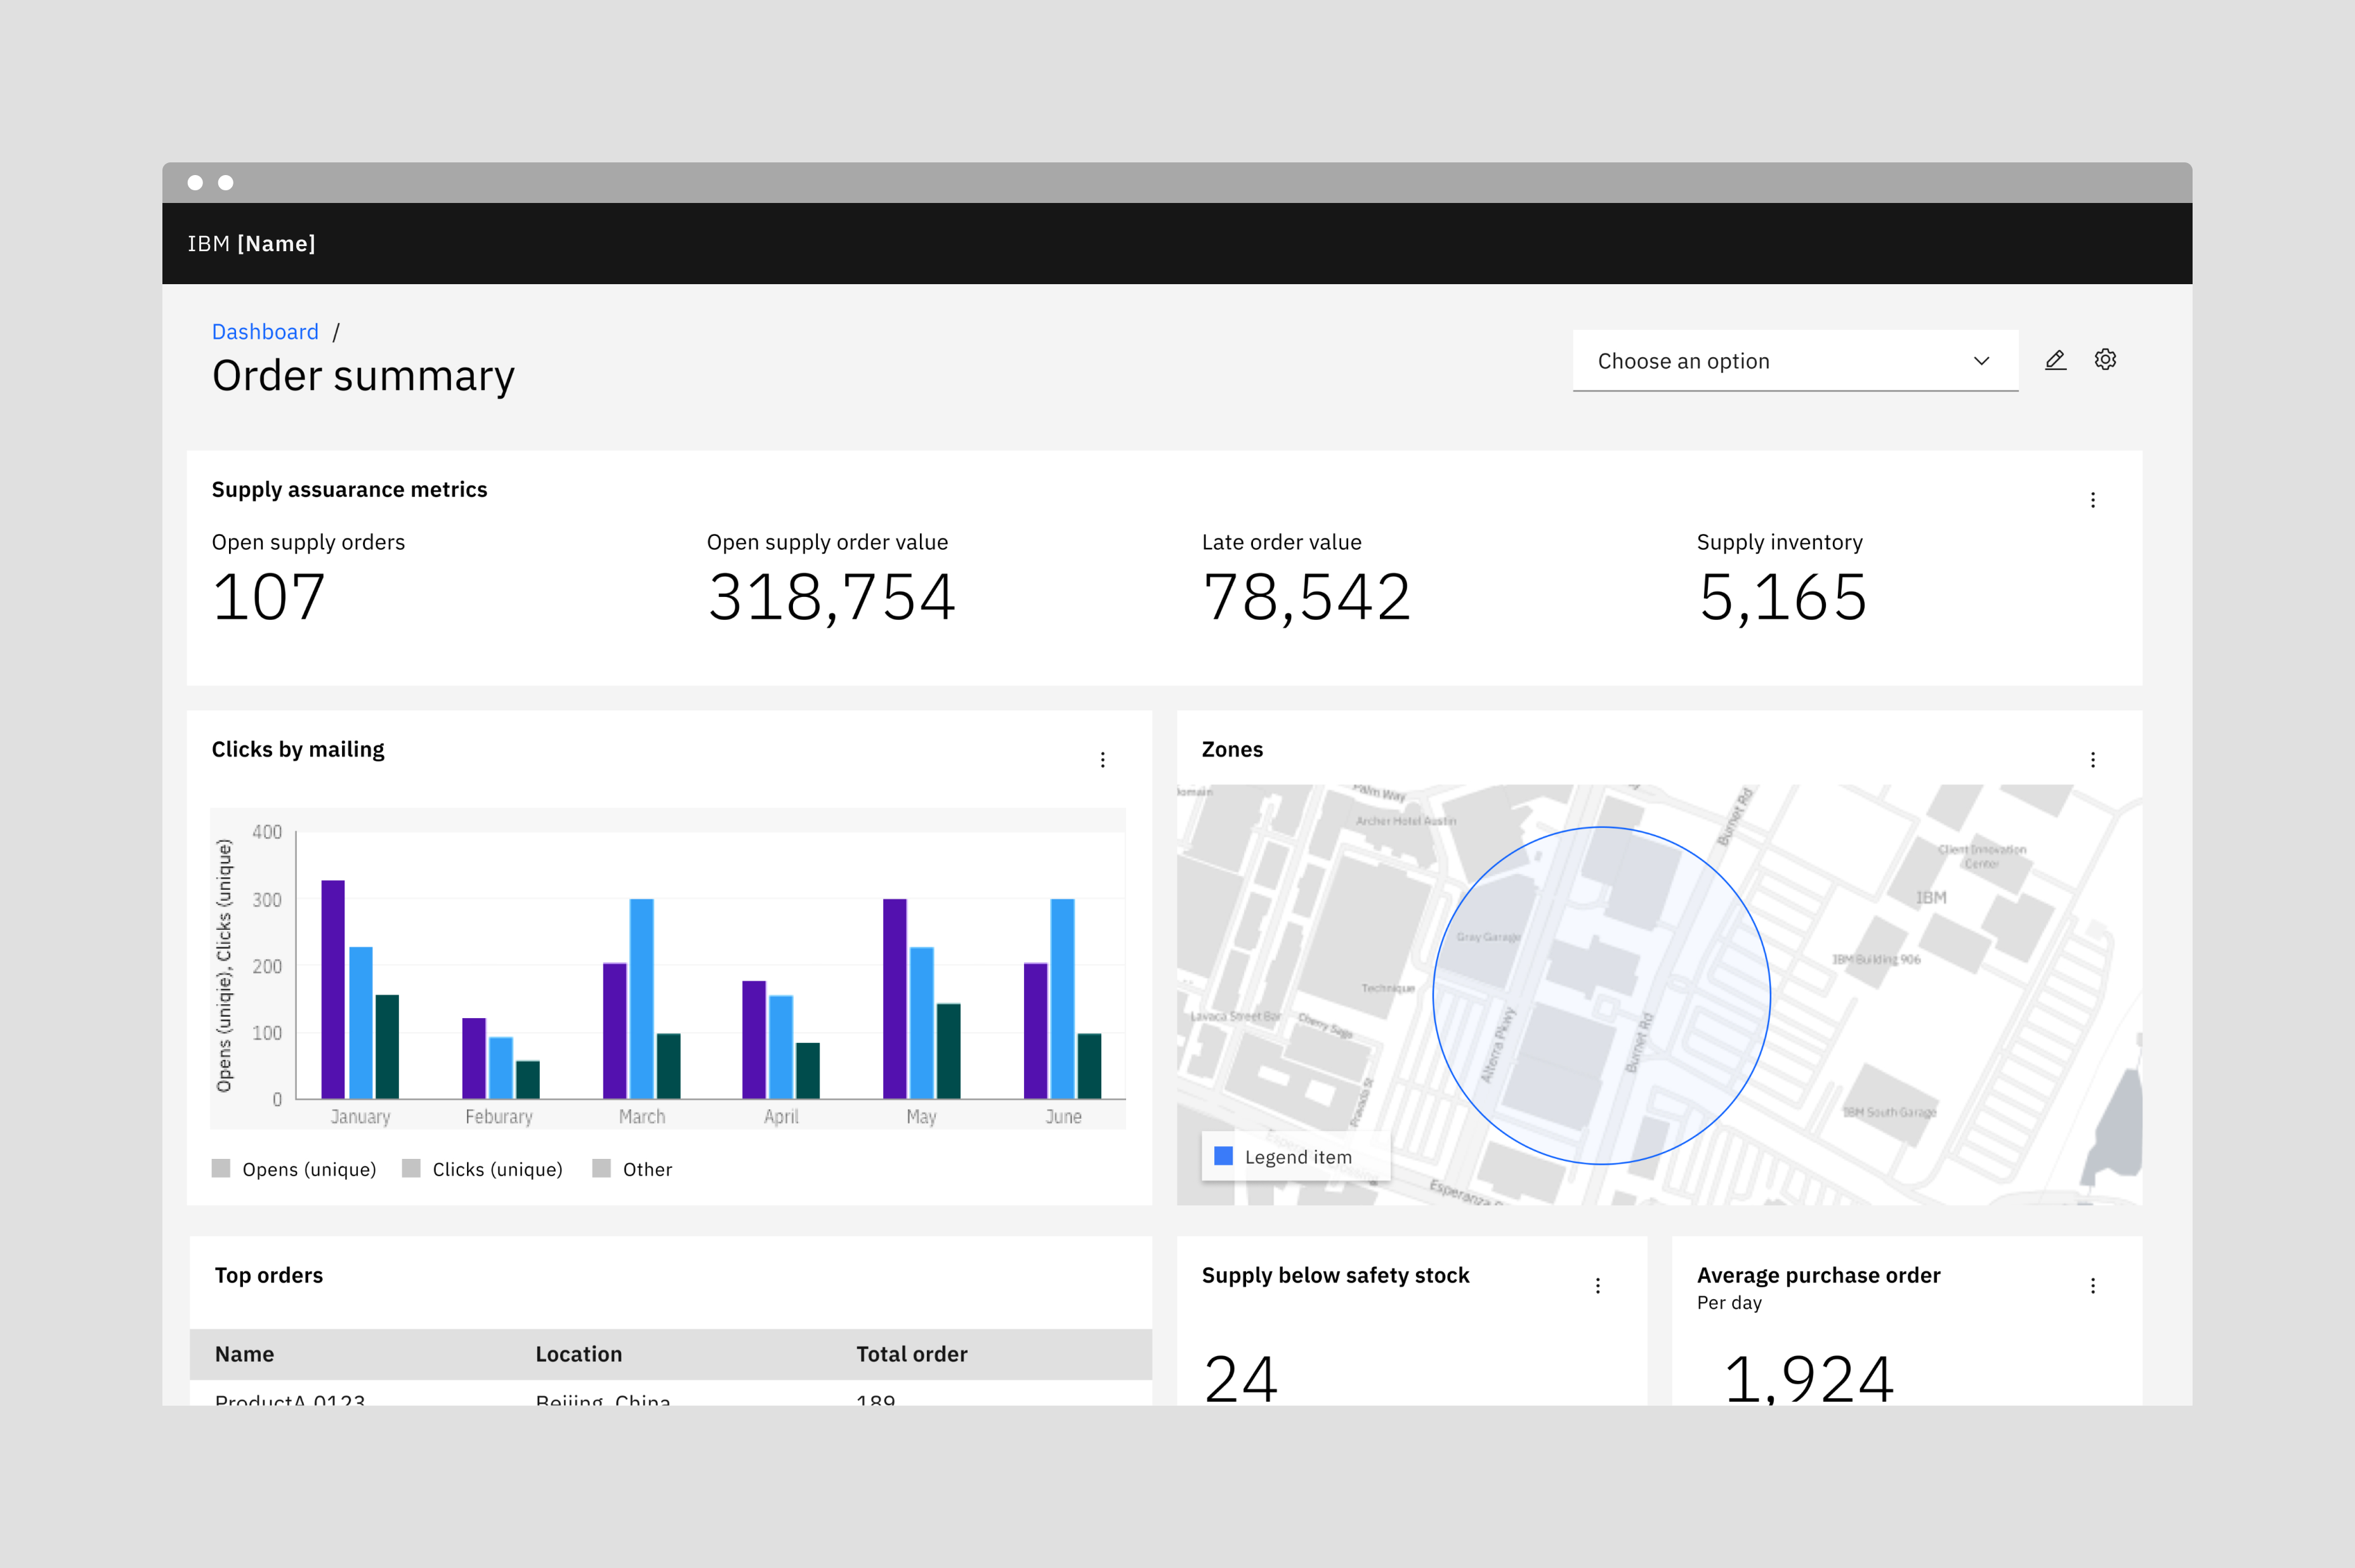 IBM [Name]
Dashboard /
Order summary
Choose an option
Supply assuarance metrics
Open supply orders
107
Open supply order value
318,754
Late order value
78,542
Supply inventory
5,165
Clicks by mailing
Opens (uniqie), Clicks (unique)
400
300
200
100
0
January
Feburary
March
April
May
June
Opens (unique)
Clicks (unique)
Other
Zones
Palm Way
Archer Hotel Austin
Burnet Rd
Client Innovation
Center
IBM
Gray Garage
IBM Building 906
Technique
Lavaca Street Bar
Cherry Sage
Alterra Pkwy
Burnet Rd
IBM South Garage
Legend item
Esperanza
Top orders
Name Location Total order
ProductA 0123 Beijing, China 189
Supply below safety stock
24
Average purchase order
Per day
1,924